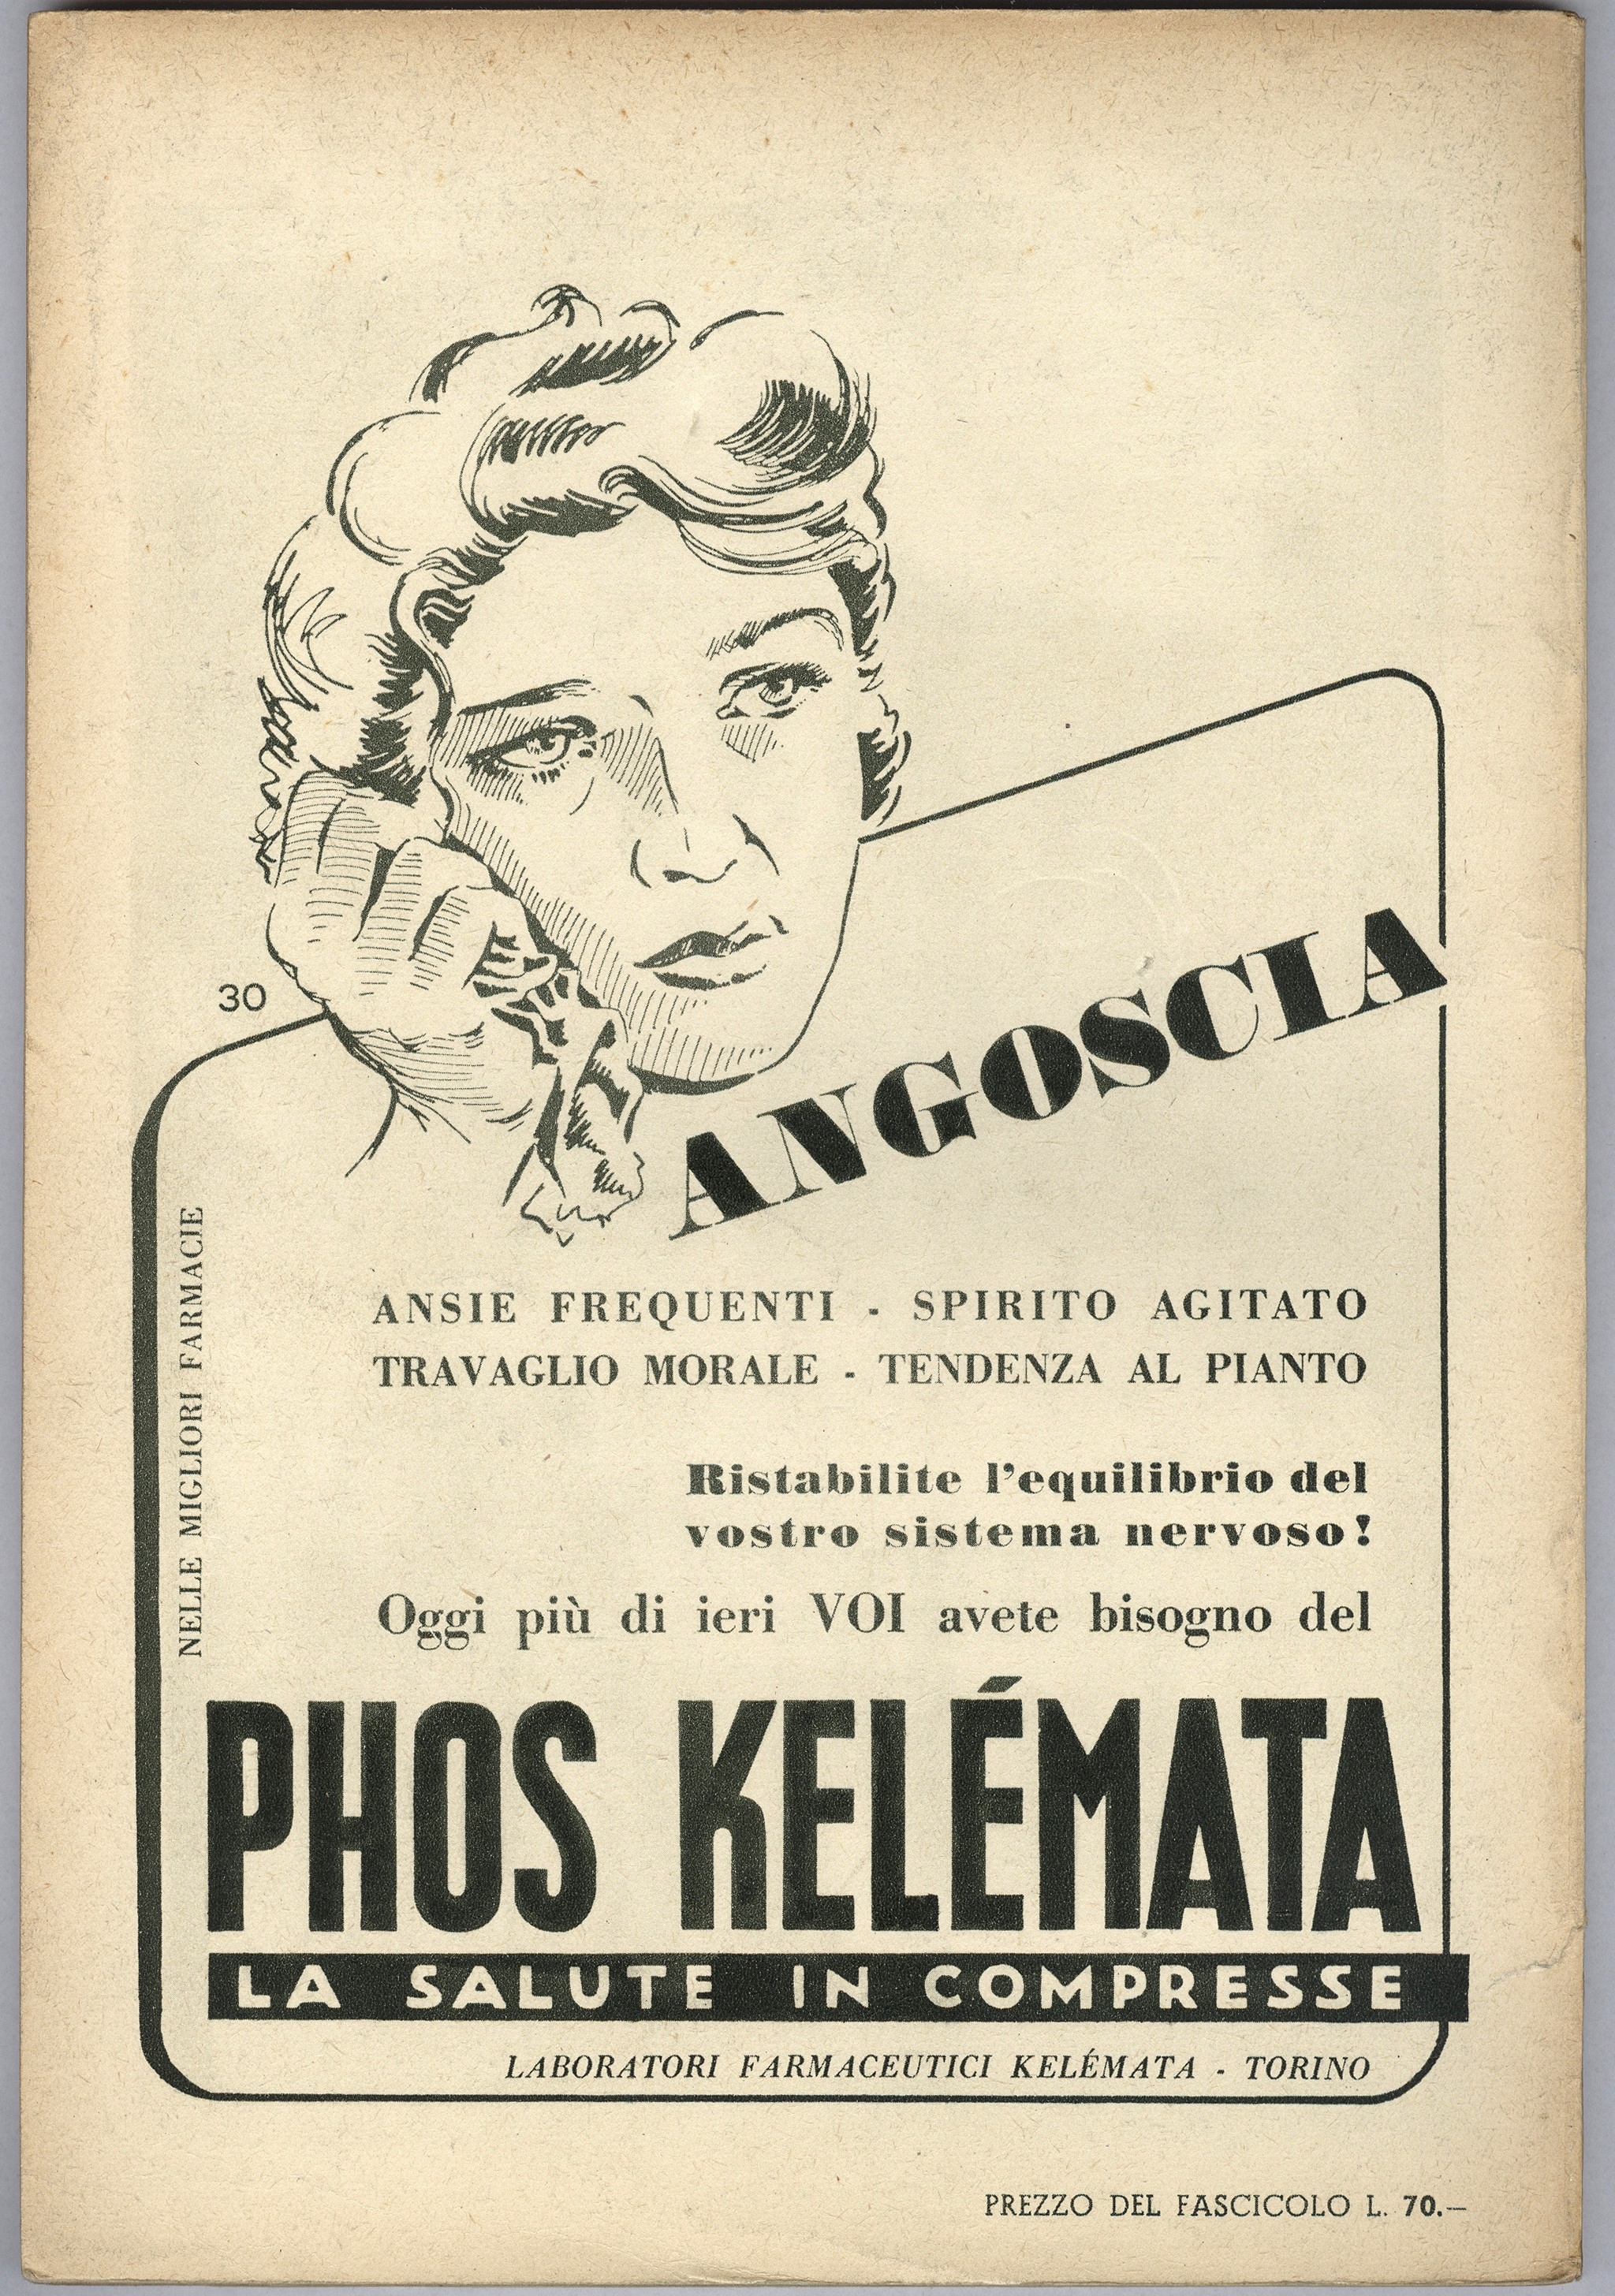 30
ANGOSCIA
NELLE MIGLIORI FARMACIE
ANSIE FREQUENTI - SPIRITO AGITATO
TRAVAGLIO MORALE - TENDENZA AL PIANTO
Ristabilite l'equilibrio del
vostro sistema nervoso!
Oggi più di ieri VOI avete bisogno del
PHOS KELÉMATA
LA SALUTE IN COMPRESSE
LABORATORI FARMACEUTICI KELÉMATA - TORINO
PREZZO DEL FASCICOLO L. 70.—